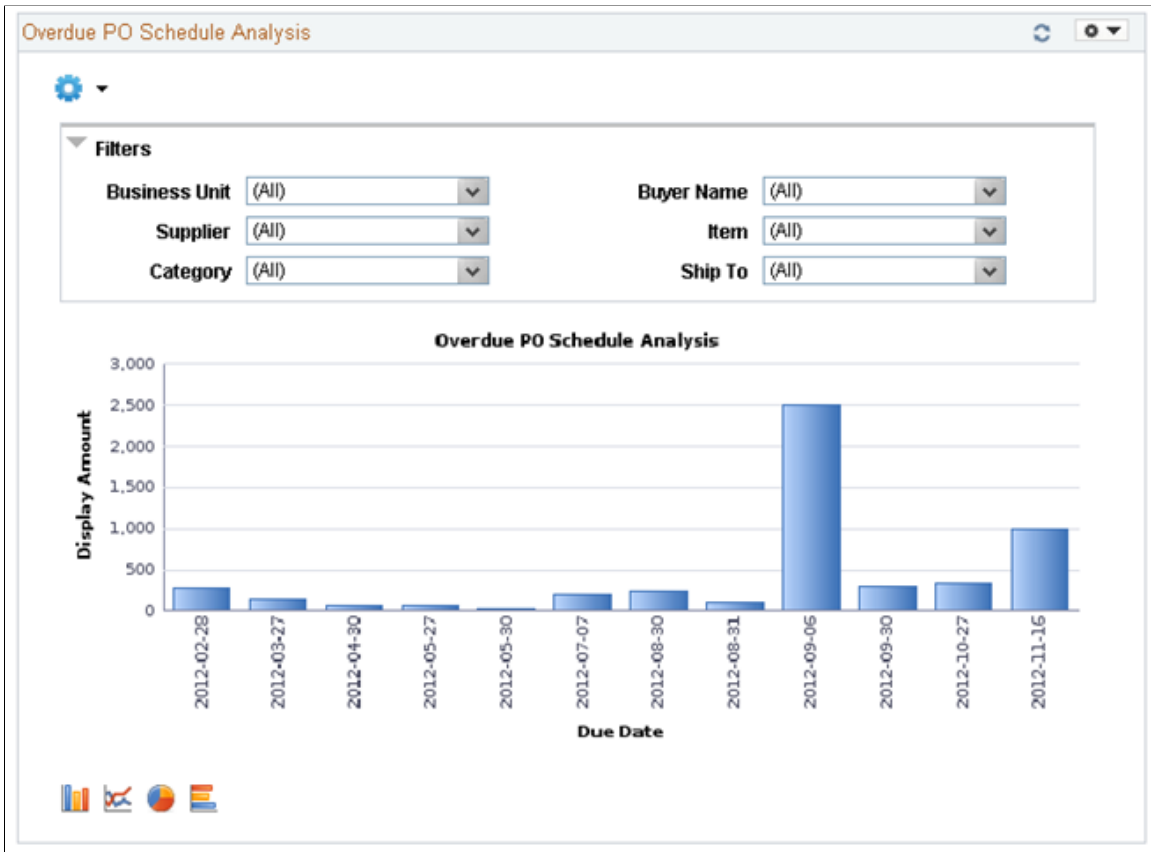 Overdue PO Schedule Analysis
Filters
Business Unit (All) Buyer Name (All)
Supplier (All) Item (All)
Category (All) Ship To (All)
Overdue PO Schedule Analysis
3,000
2,500
2,000
1,500
1,000
500
0
Display Amount
2012-02-28
2012-03-27
2012-04-30
2012-05-27
2012-05-30
2012-07-07
2012-08-30
2012-08-31
2012-09-06
2012-09-30
2012-10-27
2012-11-16
Due Date